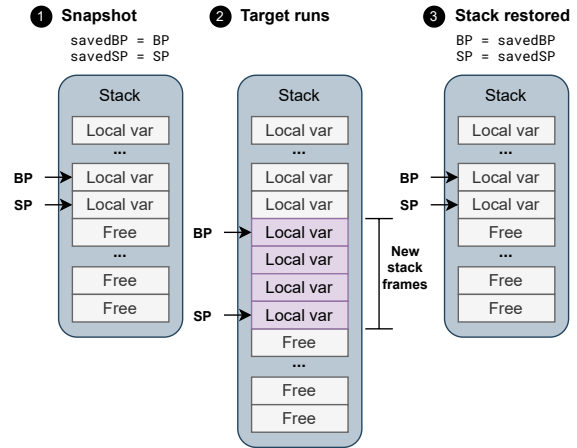 1 Snapshot
savedBP = BP
savedSP = SP
Stack
Local var
...
BP
Local var
SP
Local var
Free
...
Free
Free
2 Target runs
Stack
Local var
...
Local var
Local var
BP
Local var
Local var
Local var
SP
Local var
New
stack
frames
Free
...
Free
Free
3 Stack restored
BP = savedBP
SP = savedSP
Stack
Local var
...
BP
Local var
SP
Local var
Free
...
Free
Free